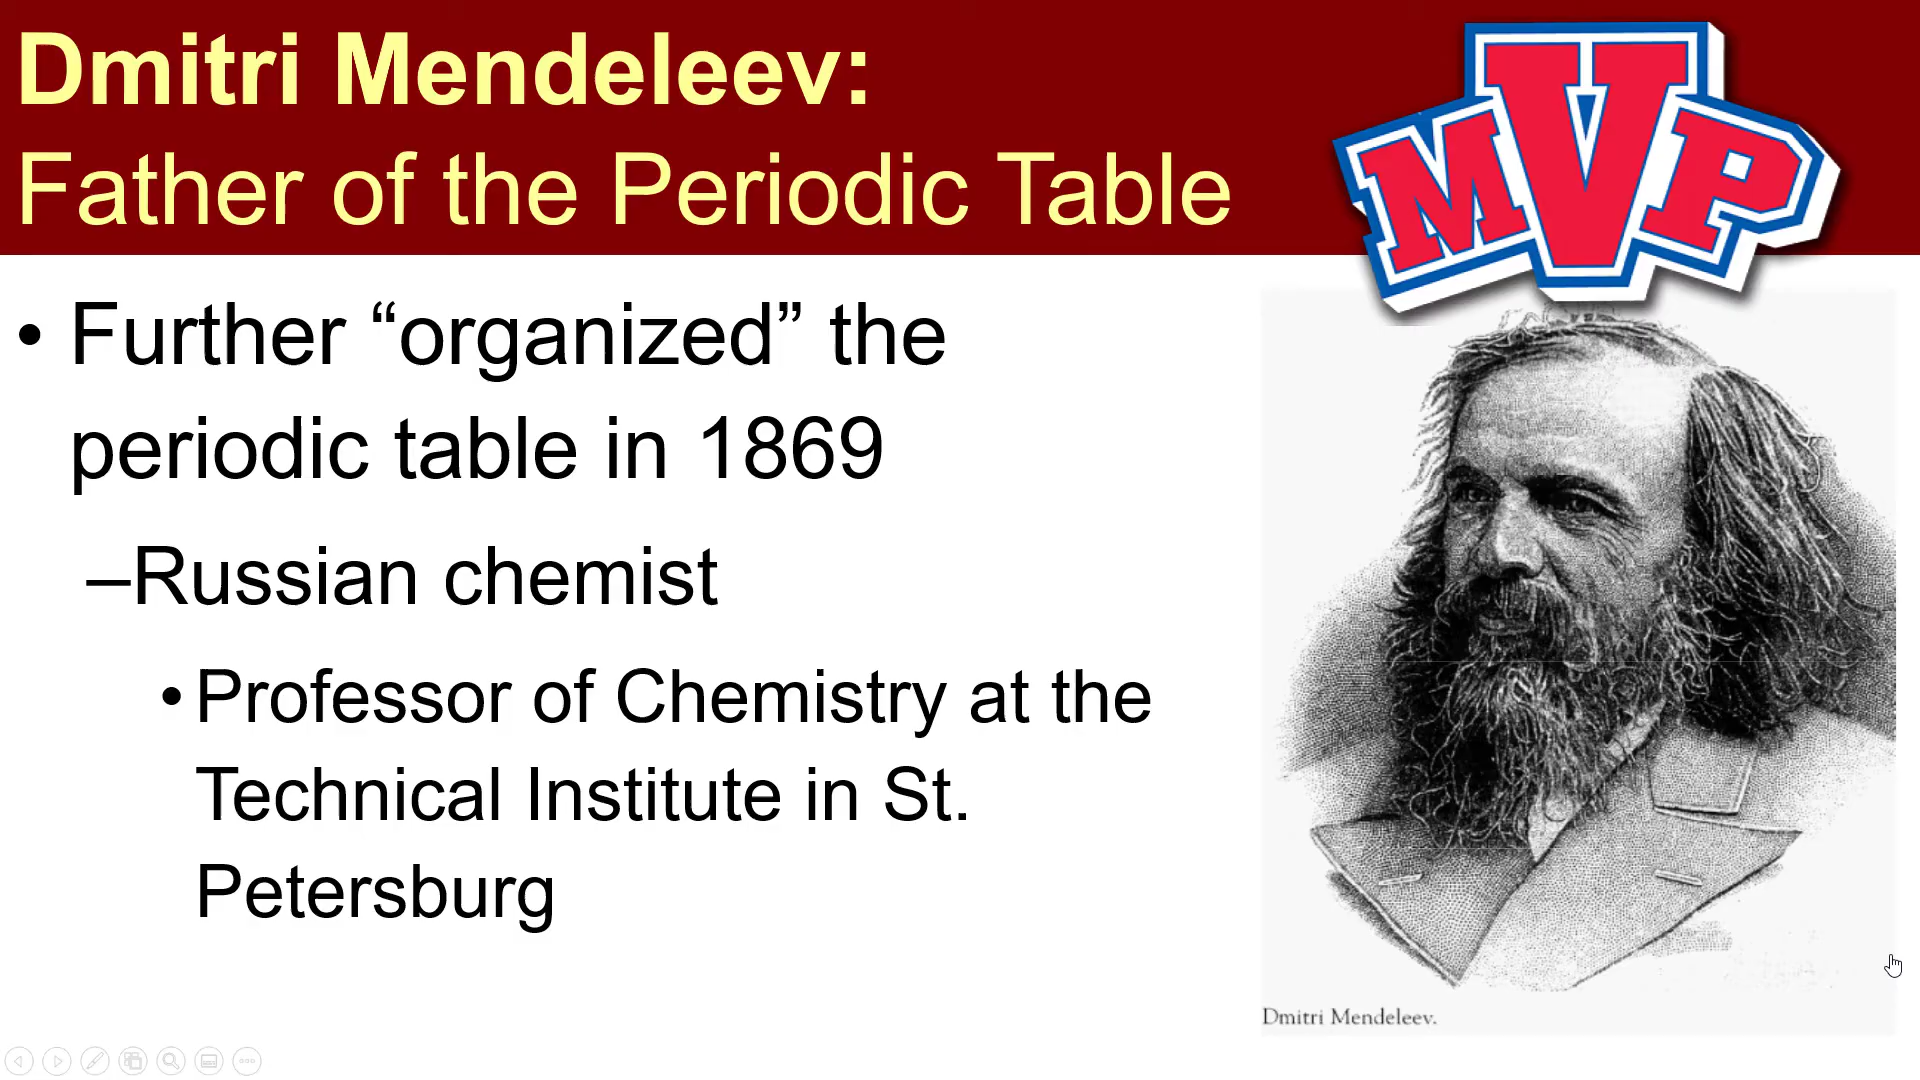 Dmitri Mendeleev:
Father of the Periodic Table
MVP
• Further “organized” the
periodic table in 1869
–Russian chemist
•Professor of Chemistry at the
Technical Institute in St.
Petersburg
Dmitri Mendeleev.